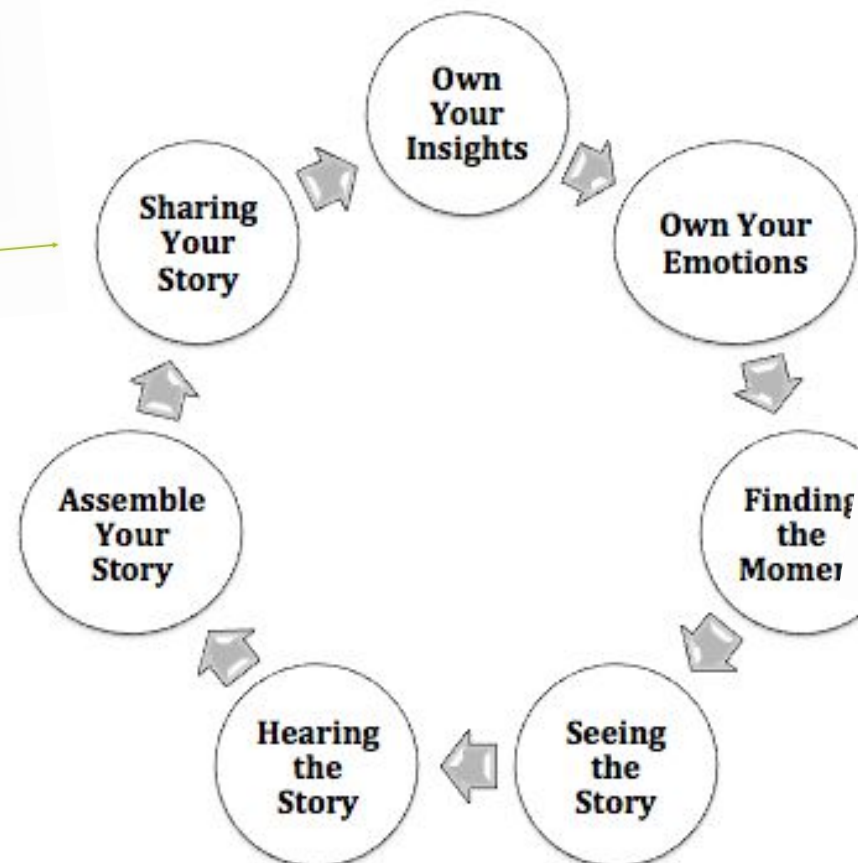 Own
Your
Insights
Own Your
Emotions
Finding
the
Seeing
the
Story
Hearing
the
Story
Assemble
Your
Story
Sharing
Your
Story